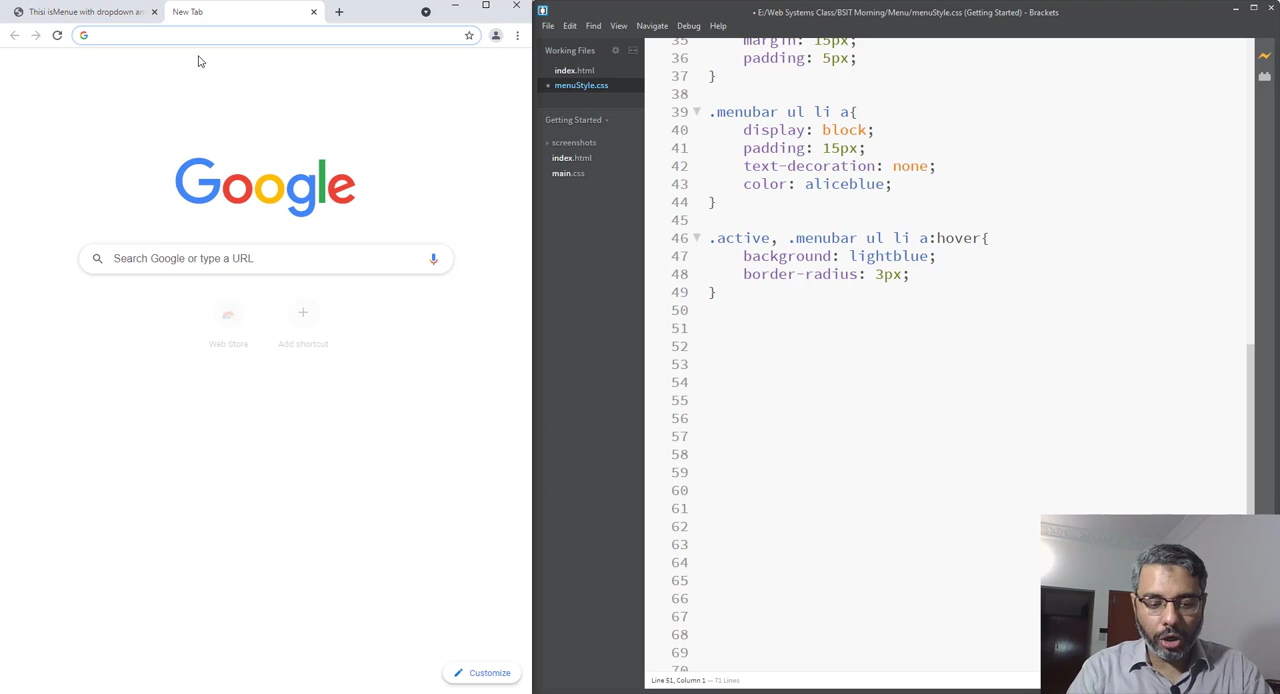 Thisi isMenue with dropdown an
New Tab
Google
Search Google or type a URL
Web Store
Add shortcut
Customize
• E:/Web Systems Class/BSIT Morning/Menu/menuStyle.css (Getting Started) - Brackets
File Edit Find View Navigate Debug Help
Working Files
index.html
menuStyle.css
Getting Started
screenshots
index.html
main.css
35 margin: 15px;
36 padding: 5px;
37 }
38
39 .menubar ul li a{
40 display: block;
41 padding: 15px;
42 text-decoration: none;
43 color: aliceblue;
44 }
45
46 .active, .menubar ul li a:hover{
47 background: lightblue;
48 border-radius: 3px;
49 }
50
51
52
53
54
55
56
57
58
59
60
61
62
63
64
65
66
67
68
69
70
Line 51, Column 1 — 71 Lines